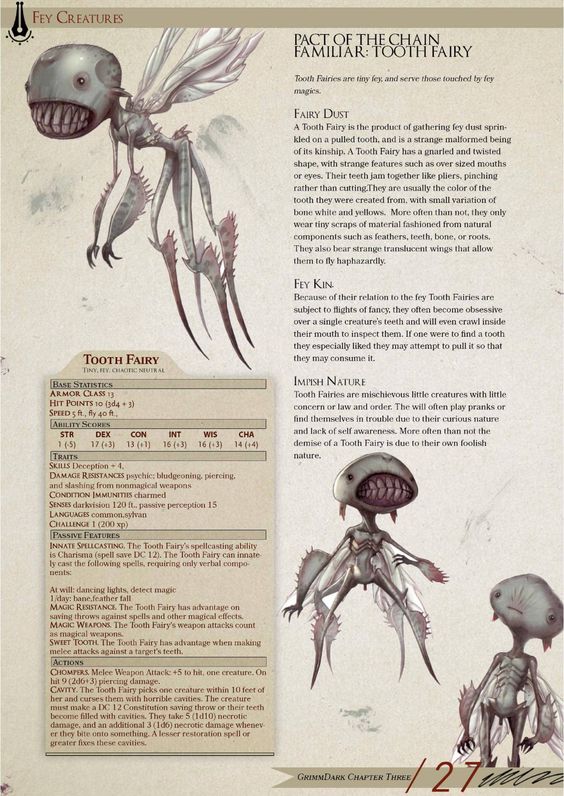 FEY CREATURES
PACT OF THE CHAIN
FAMILIAR: TOOTH FAIRY
Tooth Fairies are tiny fey, and serve those touched by fey
magics.
FAIRY DUST
A Tooth Fairy is the product of gathering fey dust sprin-
kled on a pulled tooth, and is a strange malformed being
of its kinship. A Tooth Fairy has a gnarled and twisted
shape, with strange features such as over sized mouths
or eyes. Their teeth jam together like pliers, pinching
rather than cutting.They are usually the color of the
tooth they were created from, with small variation of
bone white and yellows. More often than not, they only
wear tiny scraps of material fashioned from natural
components such as feathers, teeth, bone, or roots.
They also bear strange translucent wings that allow
them to fly haphazardly.
FEY KIN
Because of their relation to the fey Tooth Fairies are
subject to flights of fancy, they often become obsessive
over a single creature's teeth and will even crawl inside
their mouth to inspect them. If one were to find a tooth
they especially liked they may attempt to pull it so that
they may consume it.
IMPISH NATURE
Tooth Fairies are mischievous little creatures with little
concern or law and order. The will often play pranks or
find themselves in trouble due to their curious nature
and lack of self awareness. More often than not the
demise of a Tooth Fairy is due to their own foolish
nature.
TOOTH FAIRY
TINY, FEY, CHAOTIC NEUTRAL
BASE STATISTICS
ARMOR CLASS 13
HIT POINTS 10 (3d4 + 3)
SPEED 5 ft., fly 40 ft.,
ABILITY SCORES
STR DEX CON INT WIS CHA
1 (-5) 17 (+3) 13 (+1) 16 (+3) 16 (+3) 14 (+4)
TRAITS
SKILLS Deception + 4,
DAMAGE RESISTANCES psychic; bludgeoning, piercing,
and slashing from nonmagical weapons
CONDITION IMMUNITIES charmed
SENSES darkvision 120 ft., passive perception 15
LANGUAGES common,sylvan
CHALLENGE 1 (200 xp)
PASSIVE FEATURES
INNATE SPELLCASTING. The Tooth Fairy's spellcasting ability
is Charisma (spell save DC 12). The Tooth Fairy can innate-
ly cast the following spells, requiring only verbal compo-
nents:
At will: dancing lights, detect magic
1/day: bane,feather fall
MAGIC RESISTANCE. The Tooth Fairy has advantage on
saving throws against spells and other magical effects.
MAGIC WEAPONS. The Tooth Fairy's weapon attacks count
as magical weapons.
SWEET TOOTH. The Tooth Fairy has advantage when making
melee attacks against a target's teeth.
ACTIONS
CHOMPERS. Melee Weapon Attack: +5 to hit, one creature. On
hit 9 (2d6+3) piercing damage.
CAVITY. The Tooth Fairy picks one creature within 10 feet of
her and curses them with horrible cavities. The creature
must make a DC 12 Constitution saving throw or their teeth
become filled with cavities. They take 5 (1d10) necrotic
damage, and an additional 3 (1d6) necrotic damage whenev-
er they bite onto something. A lesser restoration spell or
greater fixes these cavities.
GRIMMDARK CHAPTER THREE / 27